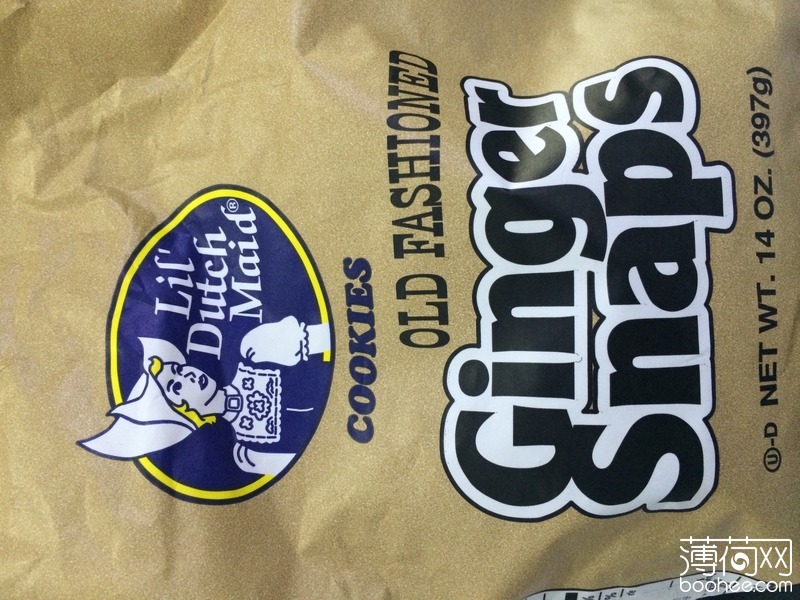 Lil'
Dutch
Maid®
COOKIES
OLD FASHIONED
Ginger
Snaps
Ⓤ-D NET WT. 14 OZ. (397g)
薄荷网
boohee.com